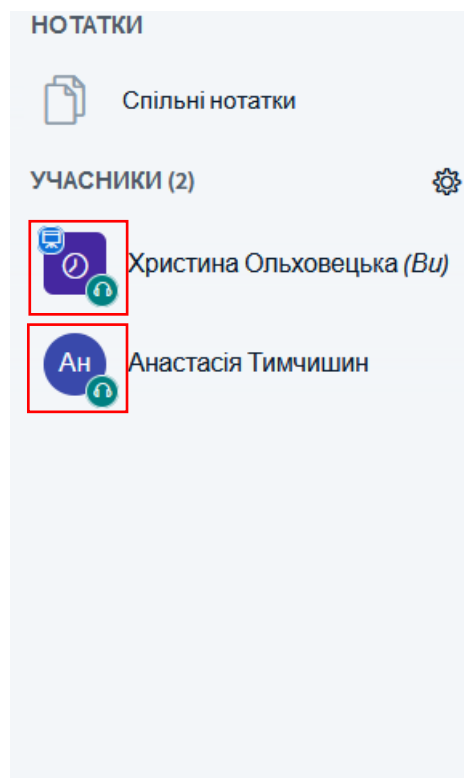 НОТАТКИ
Спільні нотатки
УЧАСНИКИ (2)
Христина Ольховецька (Ви)
Ан Анастасія Тимчишин